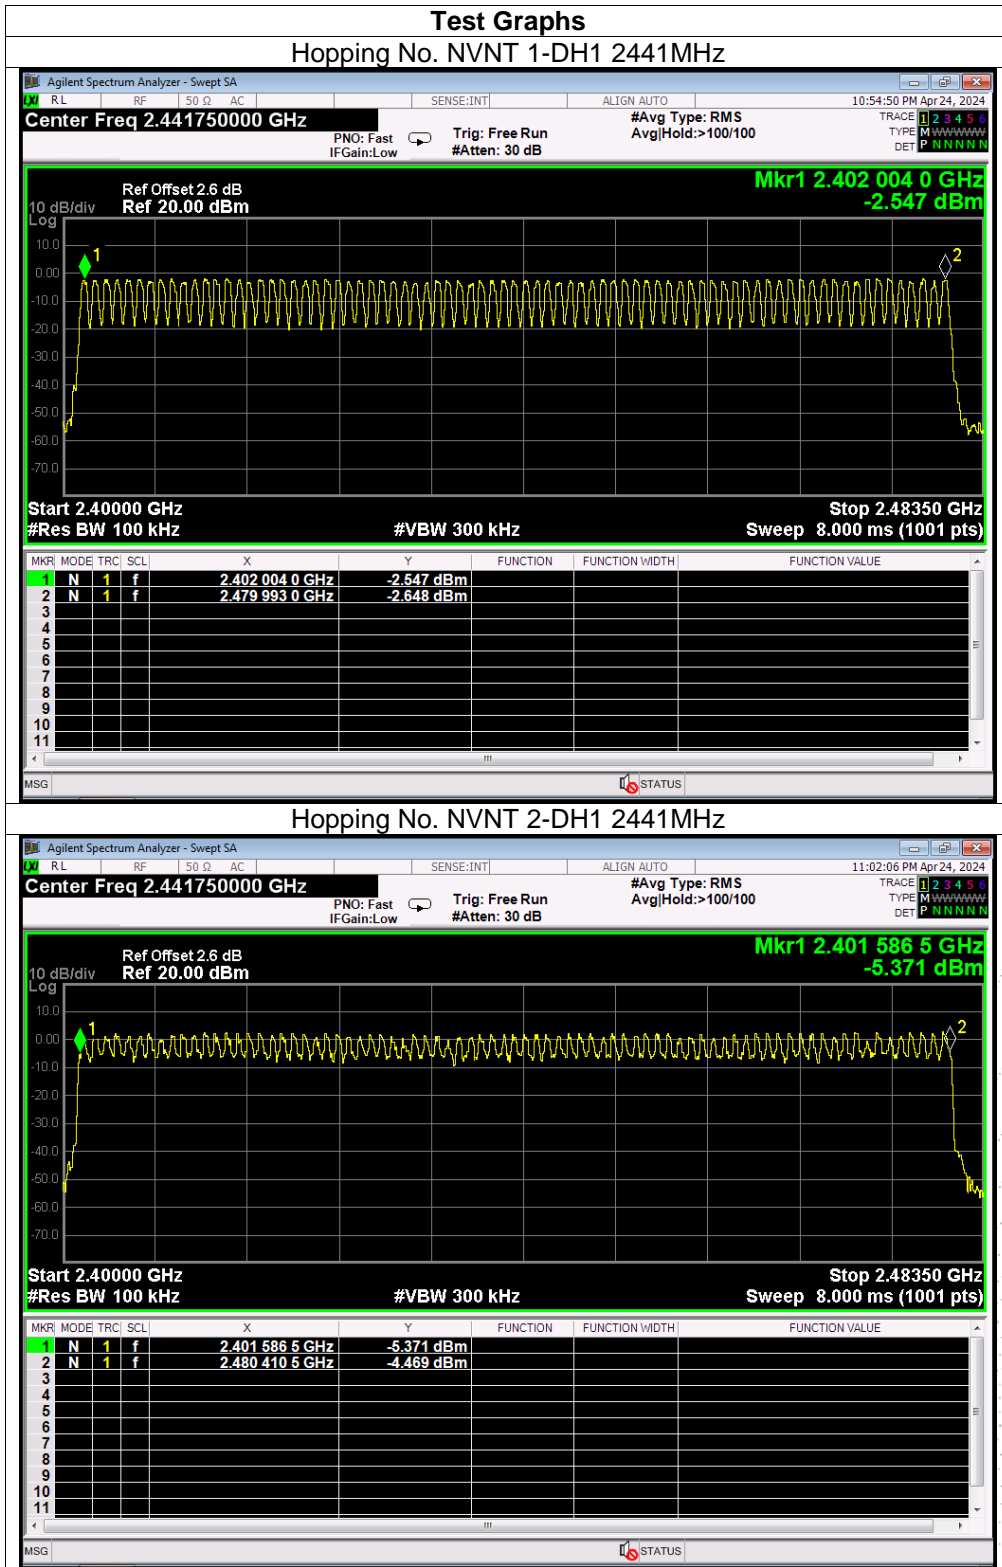 Test Graphs
Hopping No. NVNT 1-DH1 2441MHz
Agilent Spectrum Analyzer - Swept SA
LXI RL RF 50 Ω AC SENSE:INT ALIGN AUTO 10:54:50 PM Apr 24, 2024
Center Freq 2.441750000 GHz #Avg Type: RMS TRACE 1 2 3 4 5 6
PNO: Fast Trig: Free Run Avg|Hold:>100/100 TYPE M WWWWW
IFGain:Low #Atten: 30 dB DET P N N N N N
Mkr1 2.402 004 0 GHz
Ref Offset 2.6 dB
10 dB/div Ref 20.00 dBm -2.547 dBm
Log
10.0
1 2
0.00
-10.0
-20.0
-30.0
-40.0
-50.0
-60.0
-70.0
Start 2.40000 GHz Stop 2.48350 GHz
#Res BW 100 kHz #VBW 300 kHz Sweep 8.000 ms (1001 pts)
MKR MODE TRC SCL X Y FUNCTION FUNCTION WIDTH FUNCTION VALUE
1 N 1 f 2.402 004 0 GHz -2.547 dBm
2 N 1 f 2.479 993 0 GHz -2.648 dBm
3
4
5
6
7
8
9
10
11
MSG STATUS
Hopping No. NVNT 2-DH1 2441MHz
Agilent Spectrum Analyzer - Swept SA
LXI RL RF 50 Ω AC SENSE:INT ALIGN AUTO 11:02:06 PM Apr 24, 2024
Center Freq 2.441750000 GHz #Avg Type: RMS TRACE 1 2 3 4 5 6
PNO: Fast Trig: Free Run Avg|Hold:>100/100 TYPE M WWWWW
IFGain:Low #Atten: 30 dB DET P N N N N N
Mkr1 2.401 586 5 GHz
Ref Offset 2.6 dB
10 dB/div Ref 20.00 dBm -5.371 dBm
Log
10.0
1 2
0.00
-10.0
-20.0
-30.0
-40.0
-50.0
-60.0
-70.0
Start 2.40000 GHz Stop 2.48350 GHz
#Res BW 100 kHz #VBW 300 kHz Sweep 8.000 ms (1001 pts)
MKR MODE TRC SCL X Y FUNCTION FUNCTION WIDTH FUNCTION VALUE
1 N 1 f 2.401 586 5 GHz -5.371 dBm
2 N 1 f 2.480 410 5 GHz -4.469 dBm
3
4
5
6
7
8
9
10
11
MSG STATUS